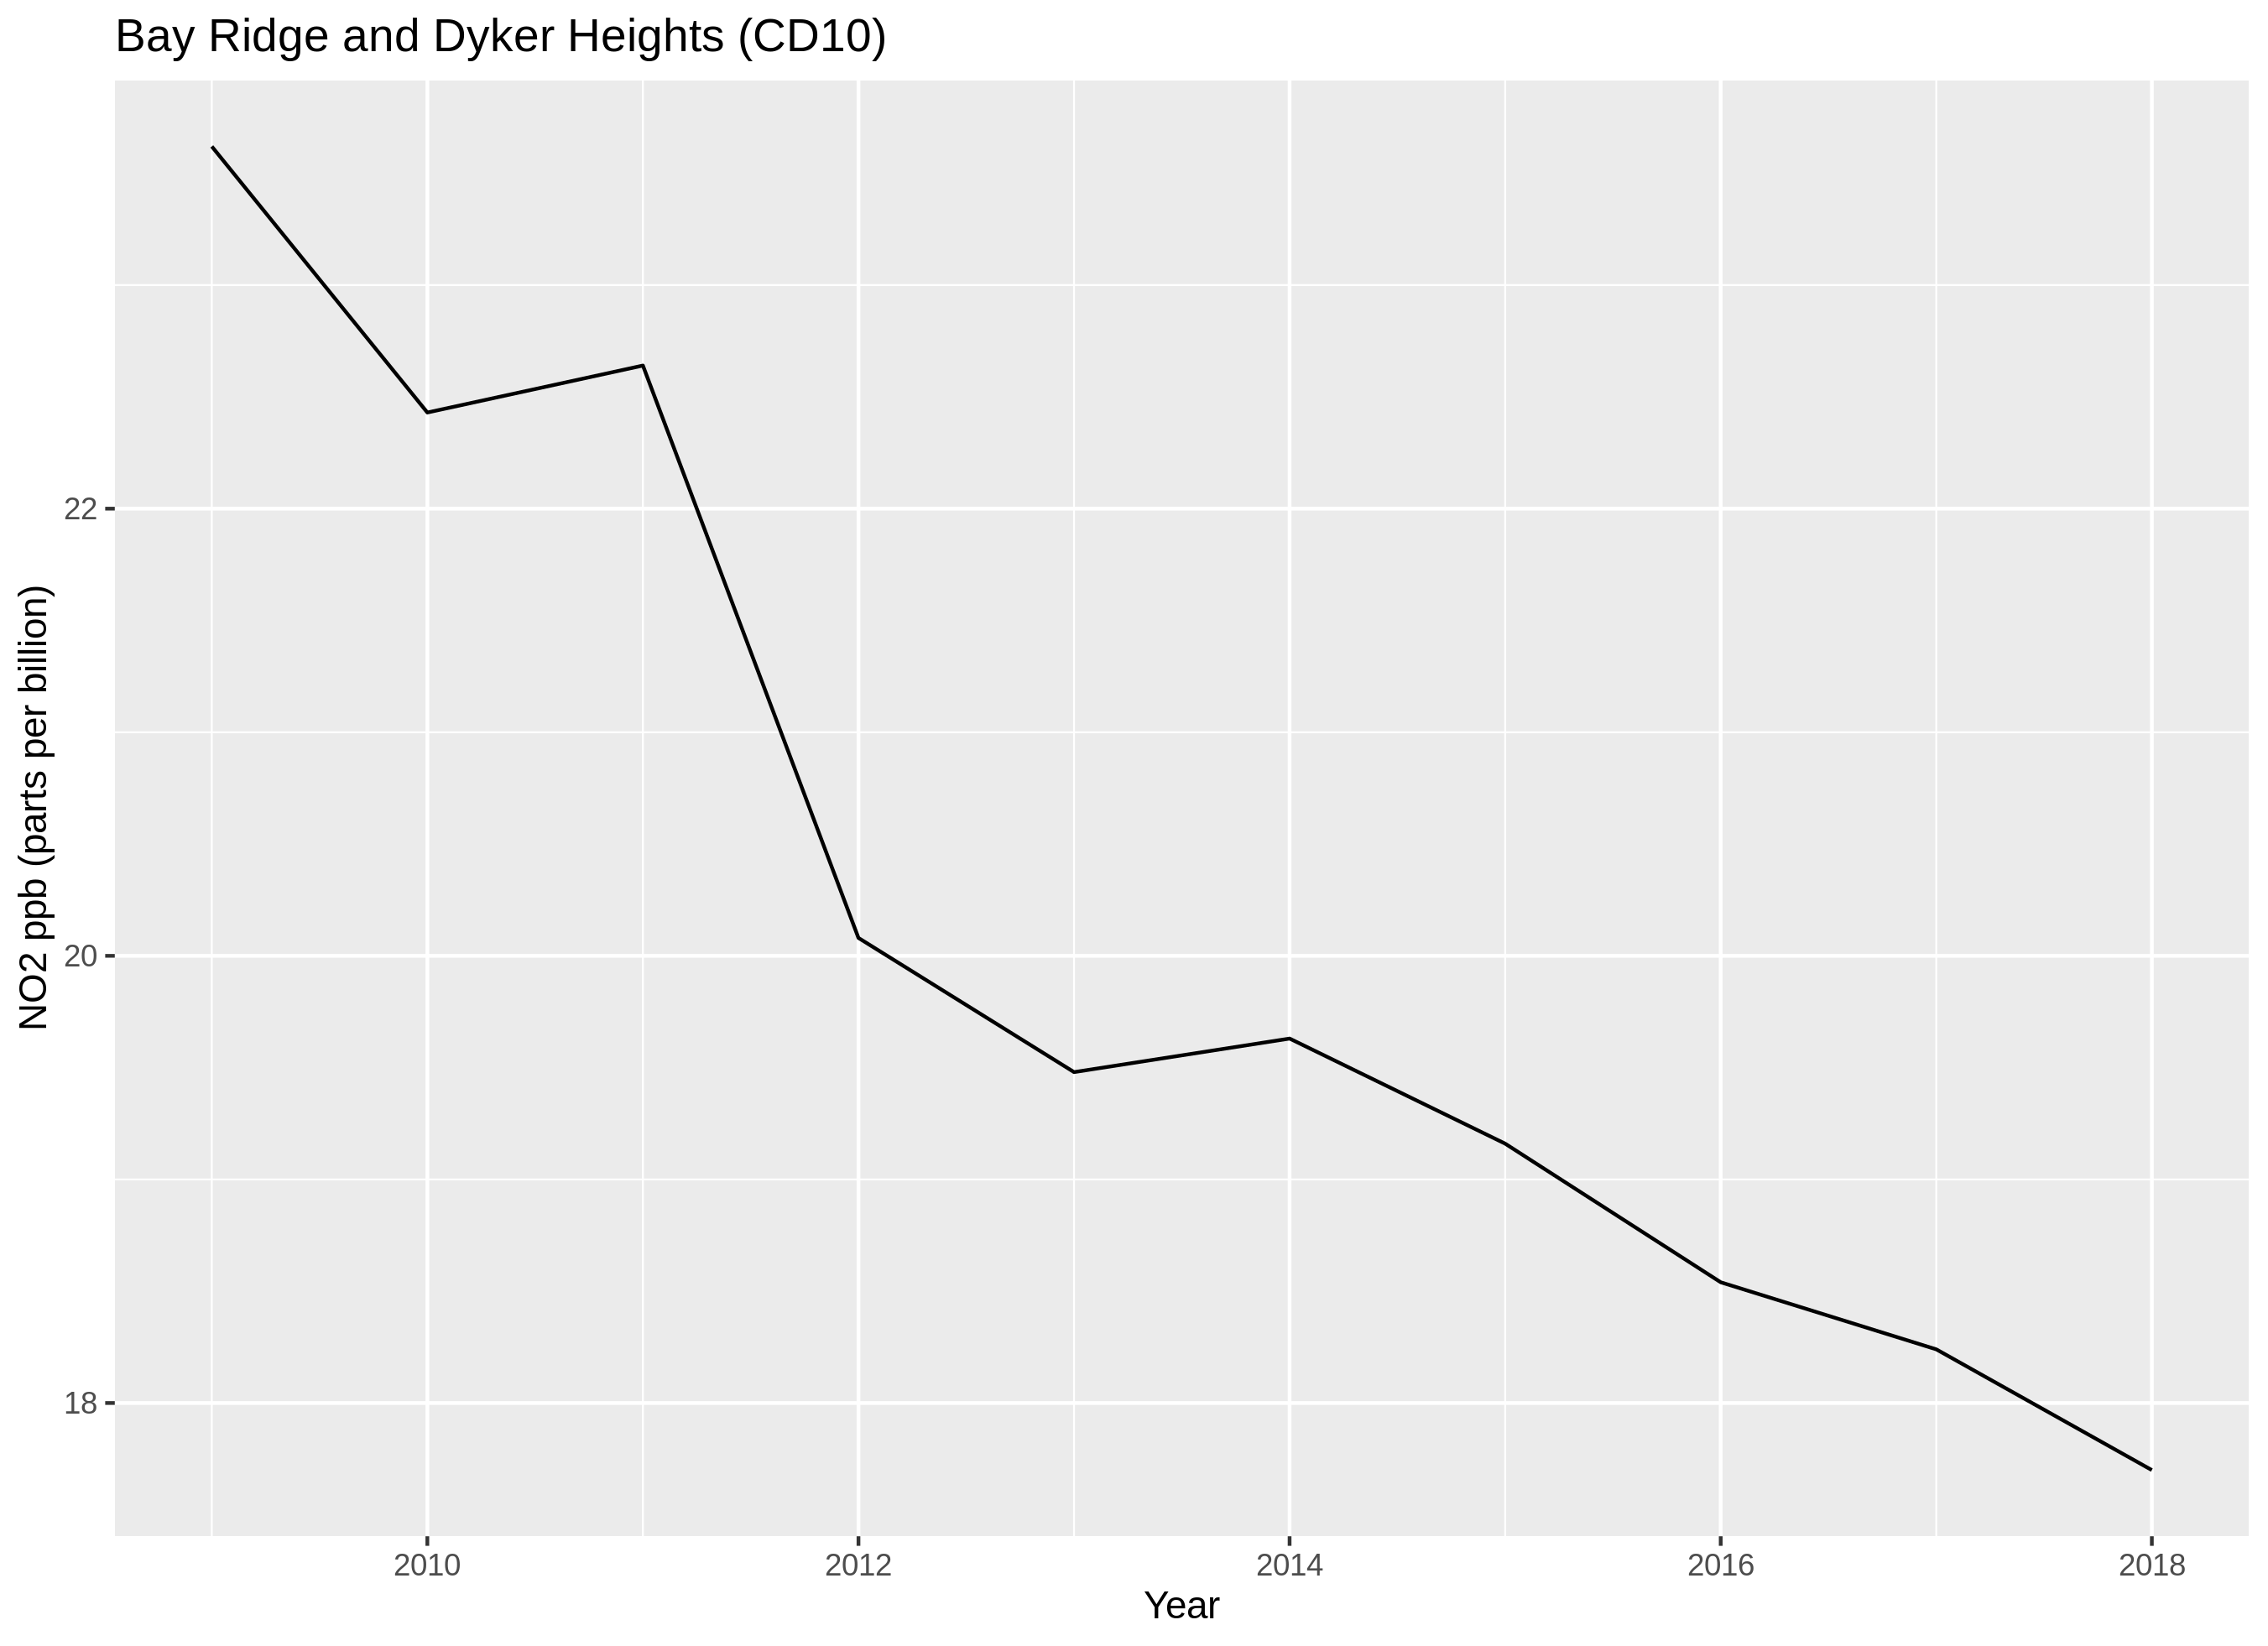 Bay Ridge and Dyker Heights (CD10)
NO2 ppb (parts per billion)
22
20
18
2010
2012
2014
2016
2018
Year